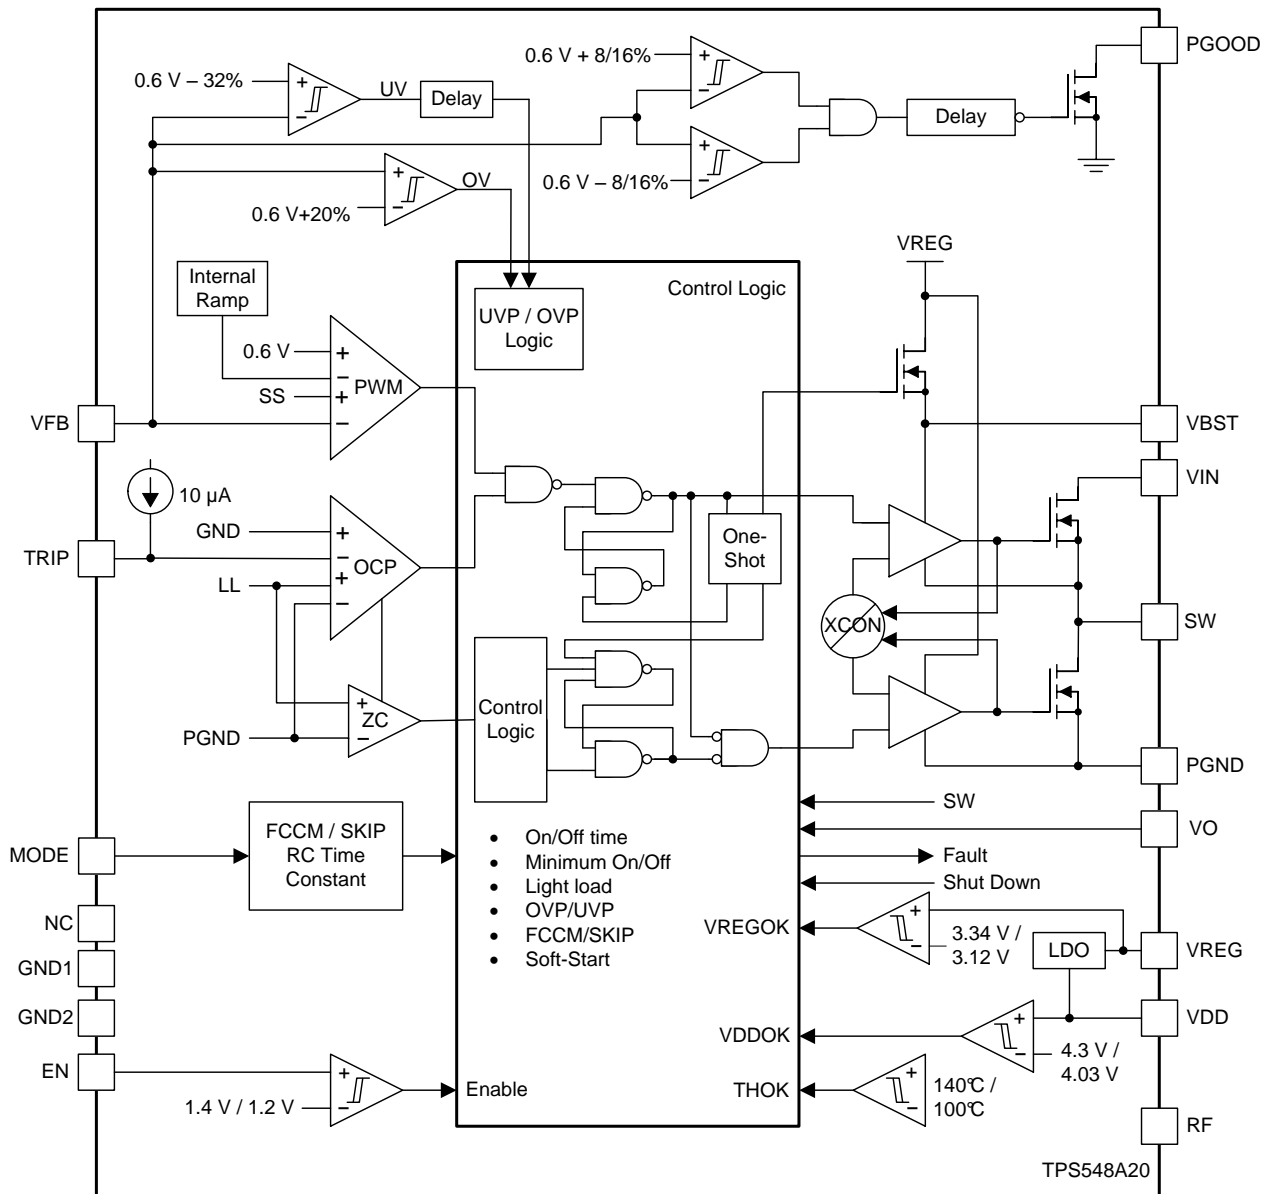 PGOOD
0.6 V + 8/16%
0.6 V – 32%
UV
Delay
Delay
0.6 V – 8/16%
OV
0.6 V+20%
VREG
Internal
Ramp
Control Logic
UVP / OVP
Logic
0.6 V
PWM
SS
VFB
VBST
VIN
10 µA
GND
OCP
TRIP
LL
One-
Shot
XCON
SW
Control
Logic
ZC
PGND
PGND
SW
VO
FCCM / SKIP
RC Time
Constant
MODE
• On/Off time
• Minimum On/Off
• Light load
• OVP/UVP
• FCCM/SKIP
• Soft-Start
Fault
Shut Down
NC
VREGOK
3.34 V /
3.12 V
LDO
VREG
GND1
GND2
VDD
VDDOK
4.3 V /
4.03 V
EN
Enable
1.4 V / 1.2 V
THOK
140°C /
100°C
RF
TPS548A20
+
−
+
−
+
−
+
−
+
−
+
−
+
−
+
−
+
−
+
−
+
−
+
−
+
−
+
−